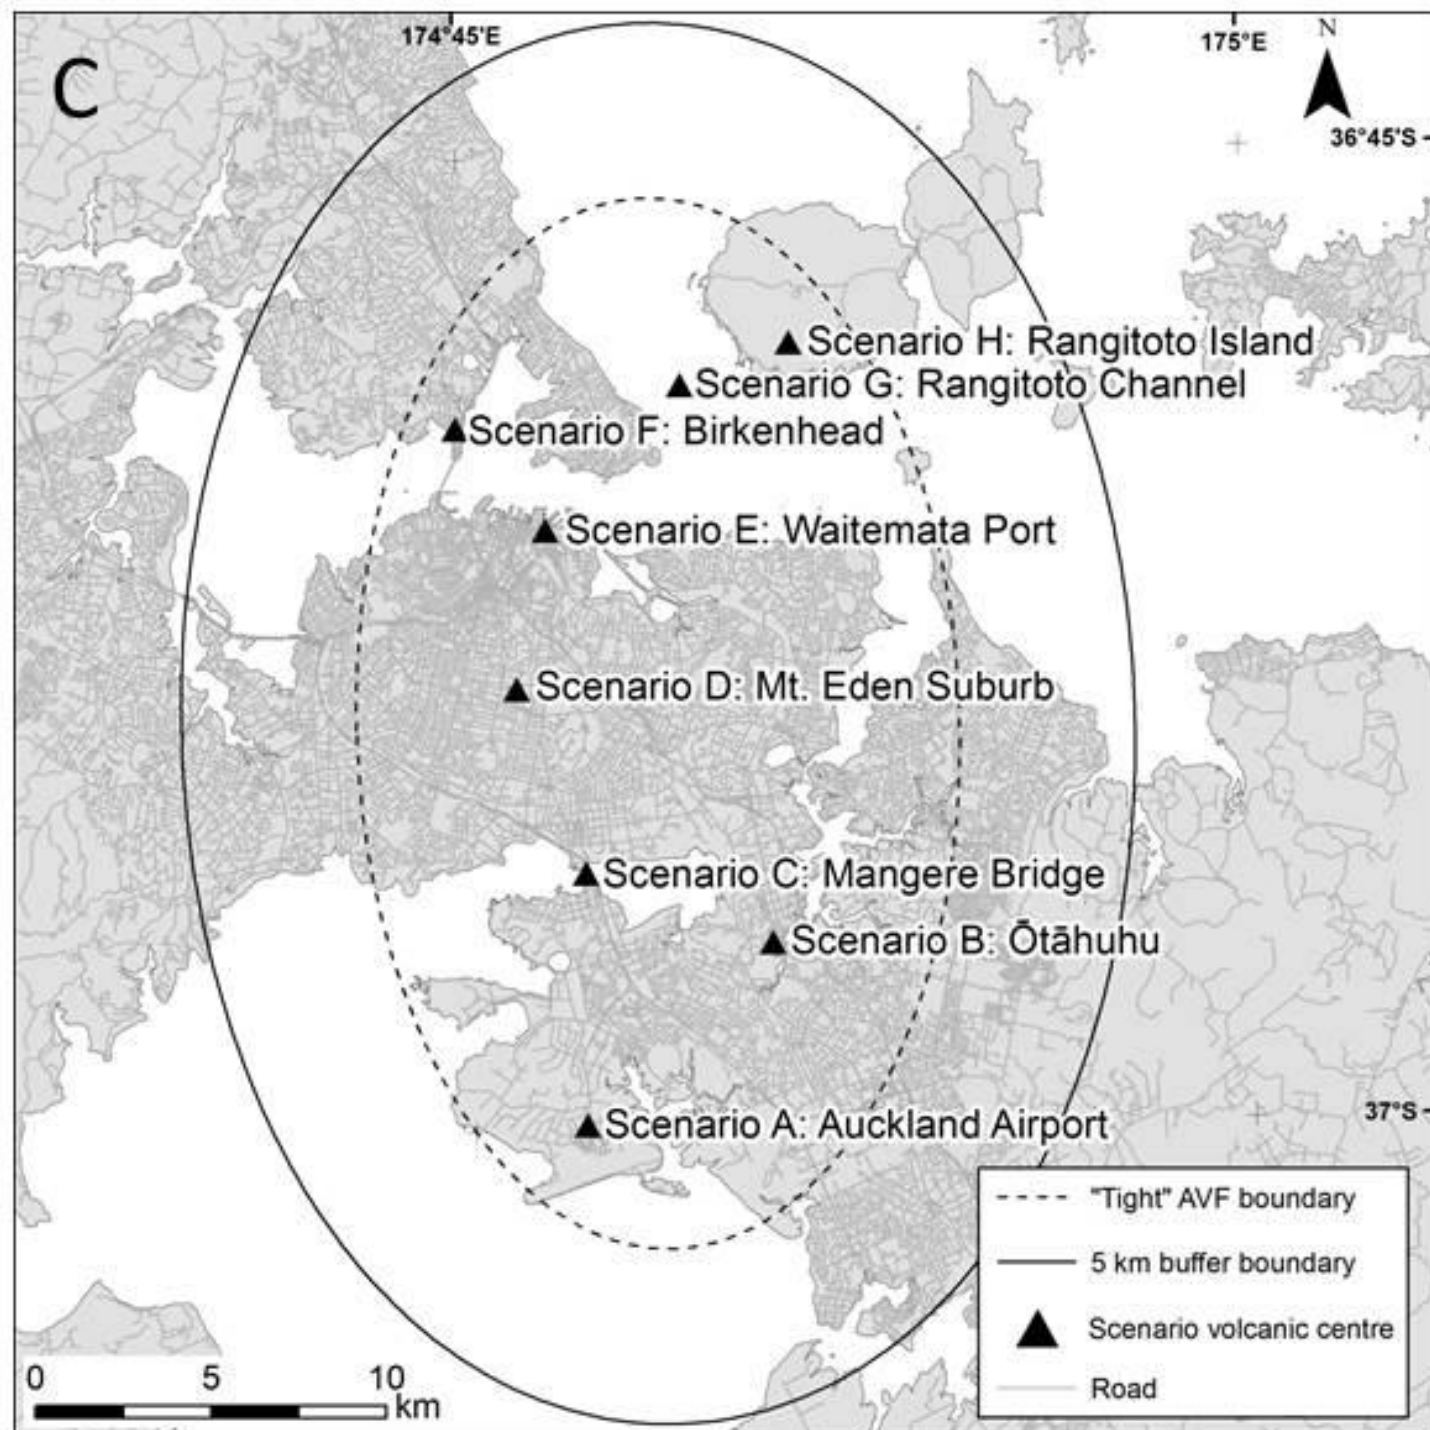 C
174°45'E
175°E
N
36°45'S
Scenario H: Rangitoto Island
Scenario G: Rangitoto Channel
Scenario F: Birkenhead
Scenario E: Waitemata Port
Scenario D: Mt. Eden Suburb
Scenario C: Mangere Bridge
Scenario B: Ōtāhuhu
Scenario A: Auckland Airport
37°S
"Tight" AVF boundary
5 km buffer boundary
Scenario volcanic centre
Road
0 5 10
km